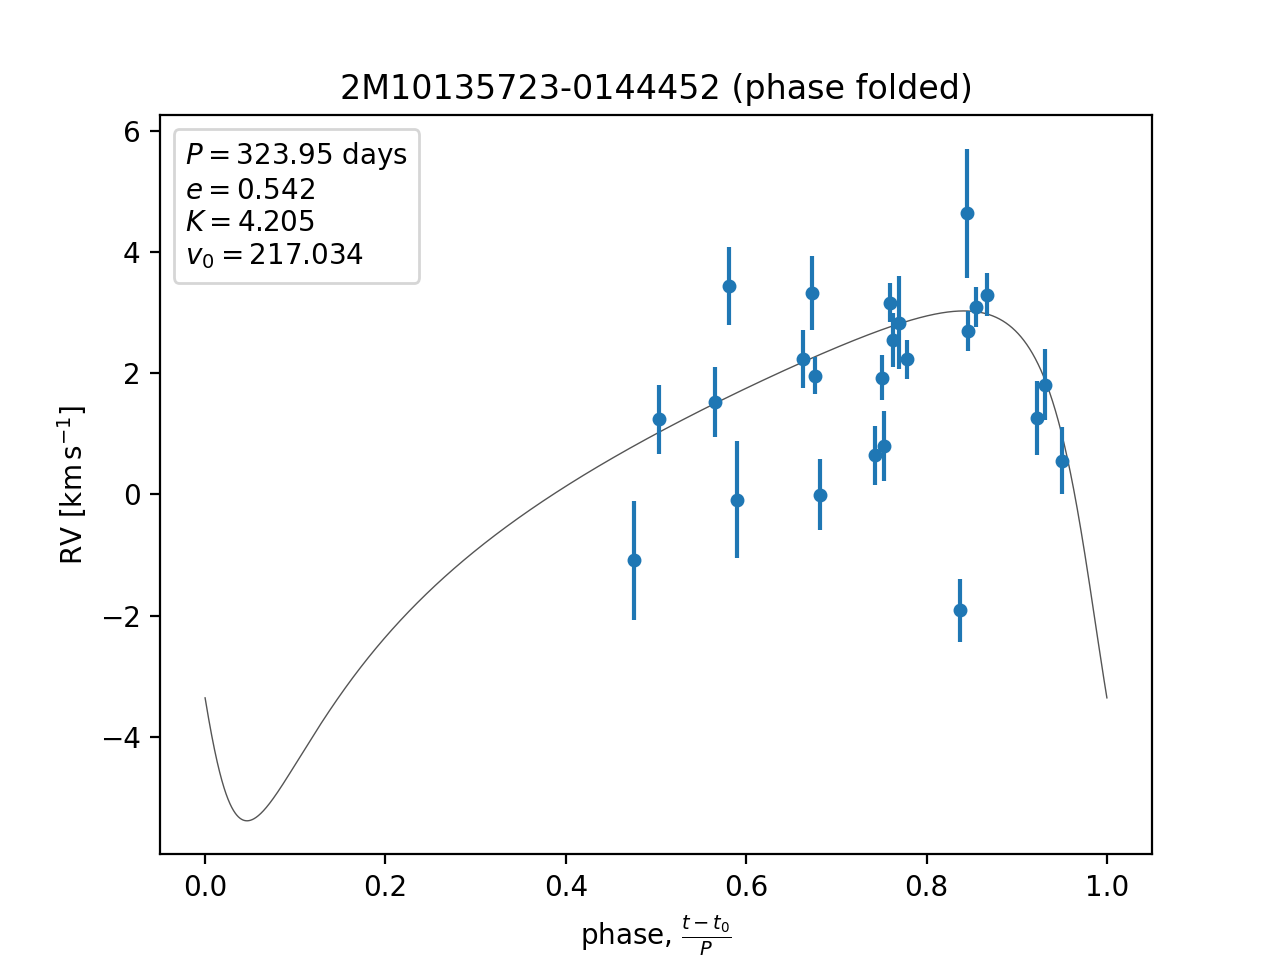 2M10135723-0144452 (phase folded)
P = 323.95 days
e = 0.542
K = 4.205
v₀ = 217.034
6
4
2
0
−2
−4
RV [km s⁻¹]
0.0 0.2 0.4 0.6 0.8 1.0
phase, (t − t₀)/P